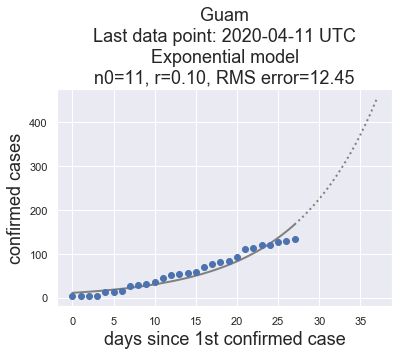 Guam
Last data point: 2020-04-11 UTC
Exponential model
n0=11, r=0.10, RMS error=12.45
confirmed cases
400
300
200
100
0
0 5 10 15 20 25 30 35
days since 1st confirmed case